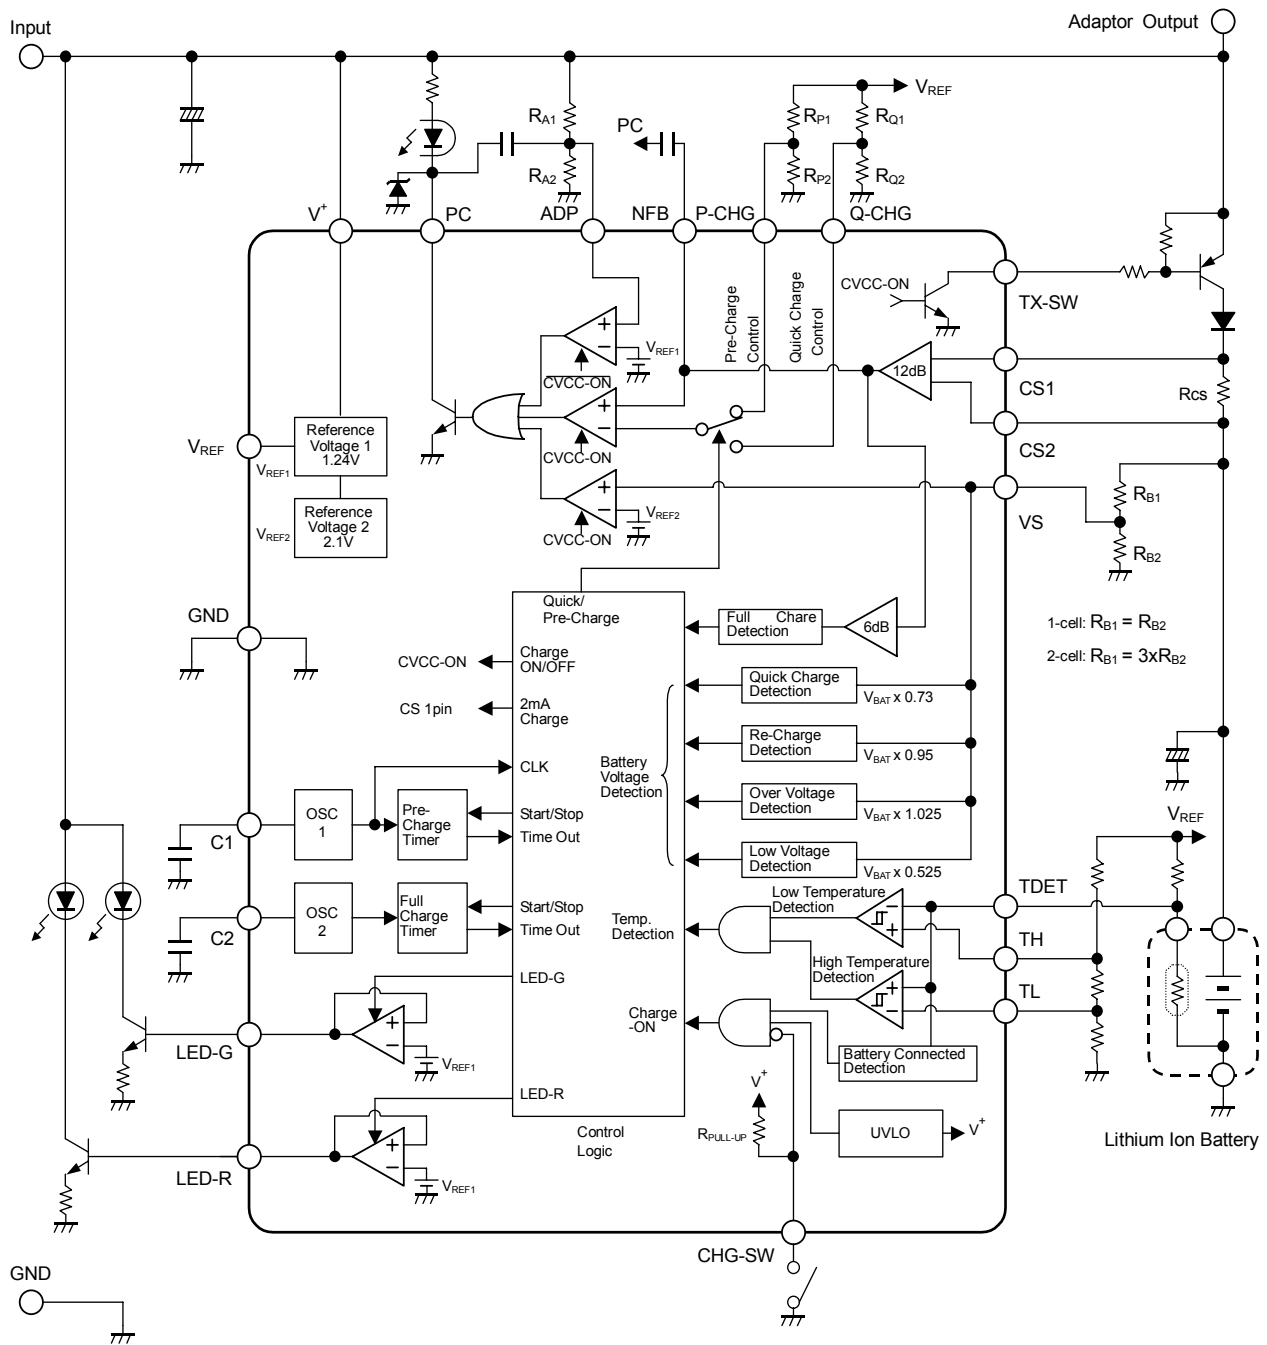 Input
Adaptor Output
VREF
RA1
PC
RP1
RQ1
RA2
RP2
RQ2
V+
PC
ADP
NFB
P-CHG
Q-CHG
CVCC-ON
TX-SW
Pre-Charge
Control
Quick Charge
Control
VREF1
CVCC-ON
12dB
CS1
Rcs
VREF
Reference
Voltage 1
1.24V
VREF1
CVCC-ON
CS2
Reference
Voltage 2
2.1V
VREF2
VREF2
CVCC-ON
VS
RB1
RB2
GND
Quick/
Pre-Charge
Full Chare
Detection
6dB
1-cell: RB1 = RB2
2-cell: RB1 = 3xRB2
CVCC-ON
Charge
ON/OFF
CS 1pin
2mA
Charge
Quick Charge
Detection
VBAT x 0.73
Re-Charge
Detection
VBAT x 0.95
Battery
Voltage
Detection
CLK
Over Voltage
Detection
VBAT x 1.025
C1
OSC
1
Pre-
Charge
Timer
Start/Stop
Time Out
Low Voltage
Detection
VBAT x 0.525
VREF
C2
OSC
2
Full
Charge
Timer
Start/Stop
Time Out
Temp.
Detection
Low Temperature
Detection
TDET
TH
High Temperature
Detection
TL
LED-G
LED-G
VREF1
Charge
-ON
Battery Connected
Detection
V+
RPULL-UP
UVLO
V+
Lithium Ion Battery
LED-R
LED-R
VREF1
Control
Logic
CHG-SW
GND